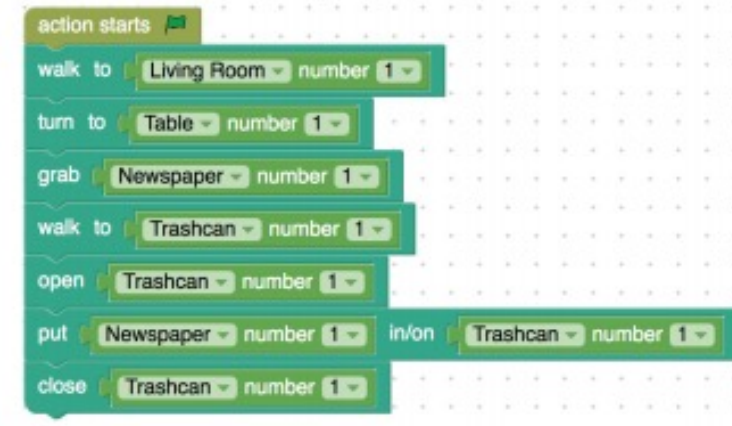 action starts
walk to Living Room number 1
turn to Table number 1
grab Newspaper number 1
walk to Trashcan number 1
open Trashcan number 1
put Newspaper number 1 in/on Trashcan number 1
close Trashcan number 1